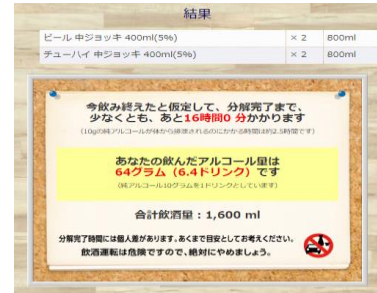 結果
ビール 中ジョッキ 400ml(5%) × 2 800ml
チューハイ 中ジョッキ 400ml(5%) × 2 800ml
今飲み終えたと仮定して、分解完了まで、
少なくとも、あと16時間0 分かかります
(10gの純アルコールが体から排泄されるのにかかる時間は約2.5時間です)
あなたの飲んだアルコール量は
64グラム（6.4ドリンク）です
(純アルコール10グラムを1ドリンクとしています)
合計飲酒量：1,600 ml
分解完了時間には個人差があります。あくまで目安としてお考えください。
飲酒運転は危険ですので、絶対にやめましょう。